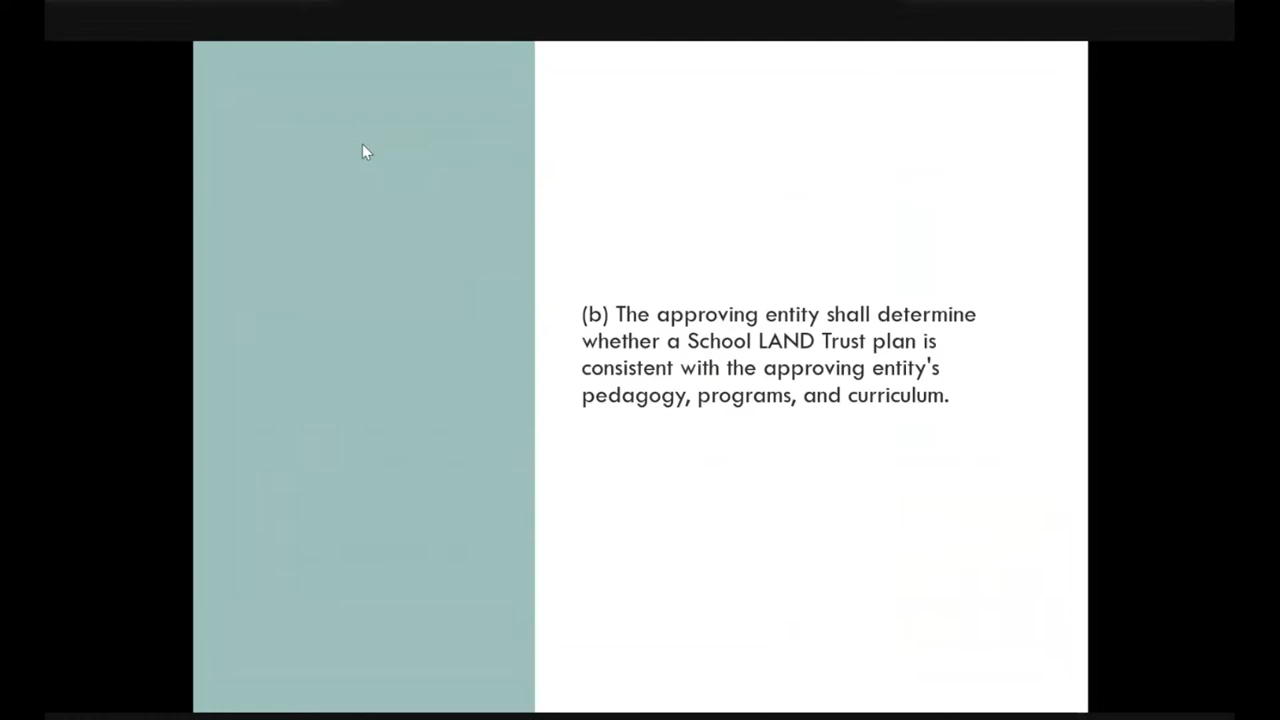 (b) The approving entity shall determine
whether a School LAND Trust plan is
consistent with the approving entity's
pedagogy, programs, and curriculum.